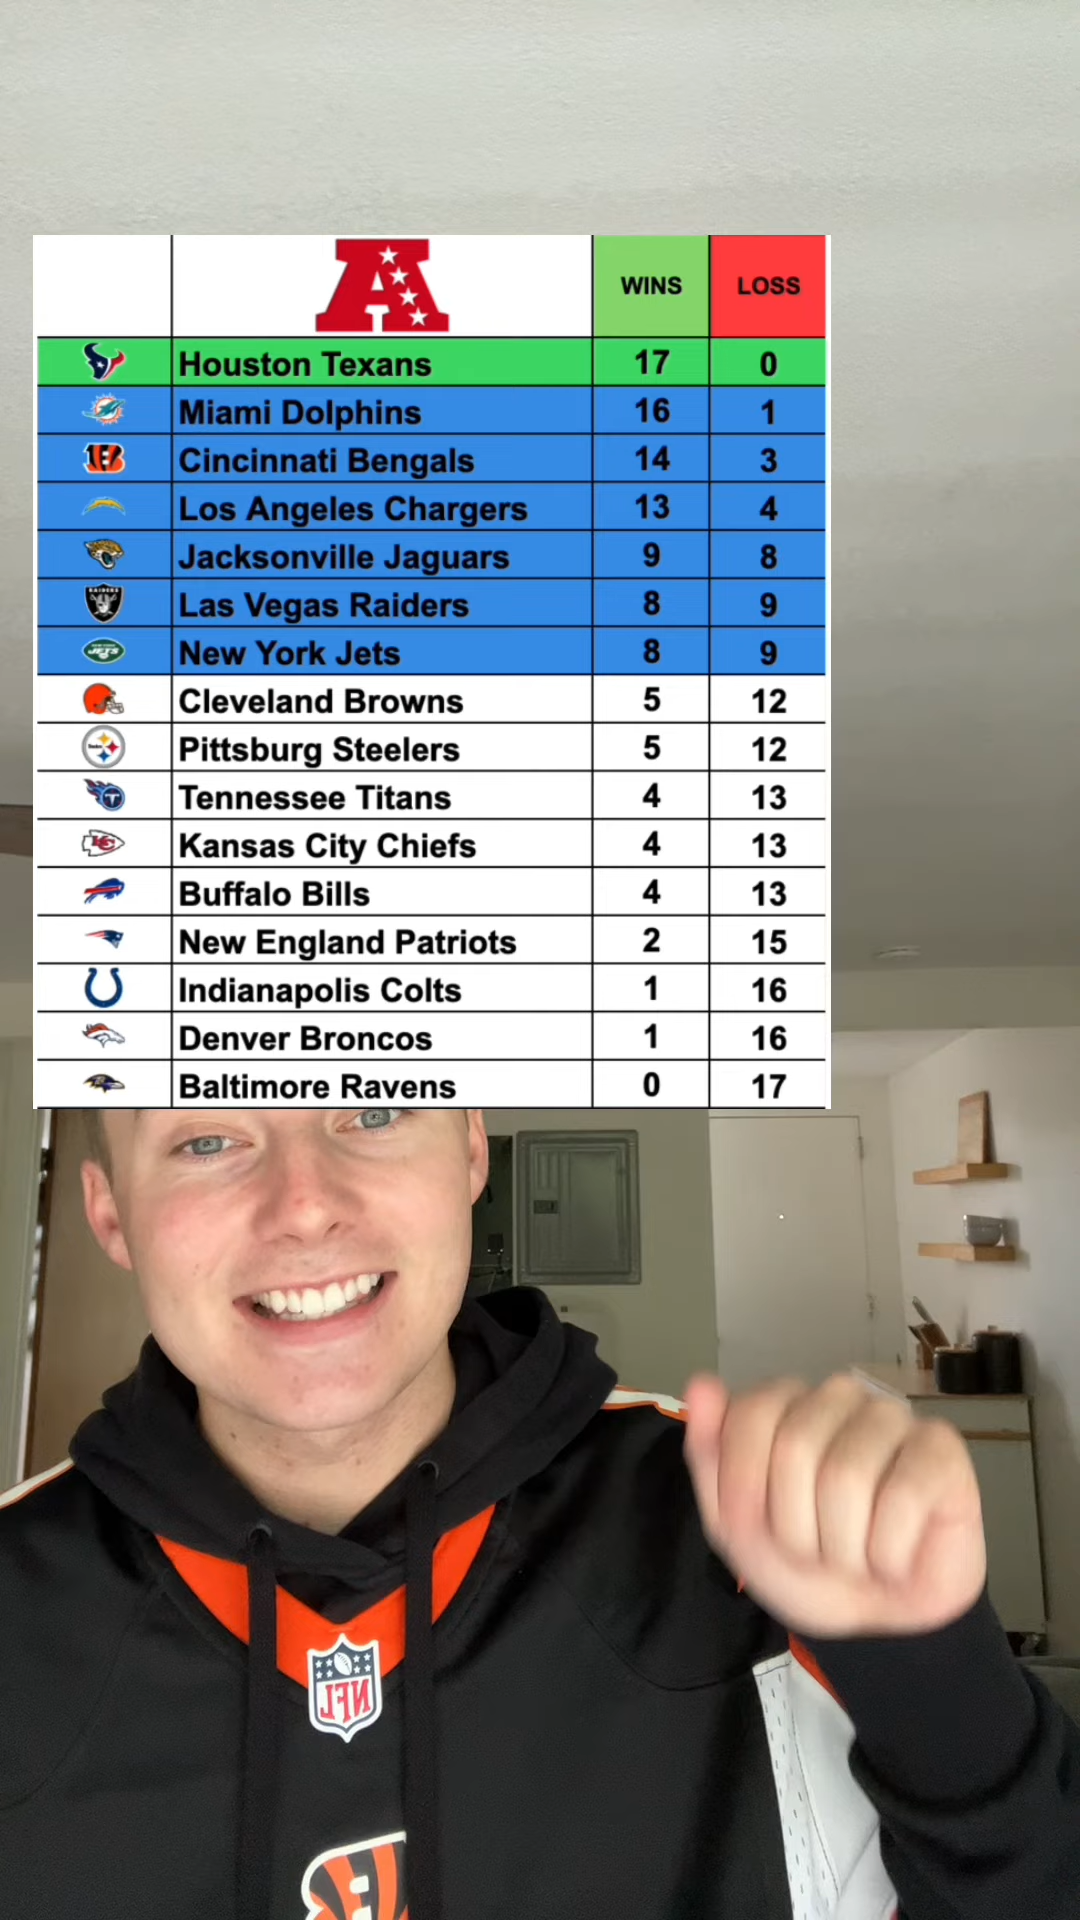 WINS LOSS
Houston Texans 17 0
Miami Dolphins 16 1
Cincinnati Bengals 14 3
Los Angeles Chargers 13 4
Jacksonville Jaguars 9 8
RAIDERS Las Vegas Raiders 8 9
JETS New York Jets 8 9
Cleveland Browns 5 12
Pittsburg Steelers 5 12
Tennessee Titans 4 13
Kansas City Chiefs 4 13
Buffalo Bills 4 13
New England Patriots 2 15
Indianapolis Colts 1 16
Denver Broncos 1 16
Baltimore Ravens 0 17
NFL